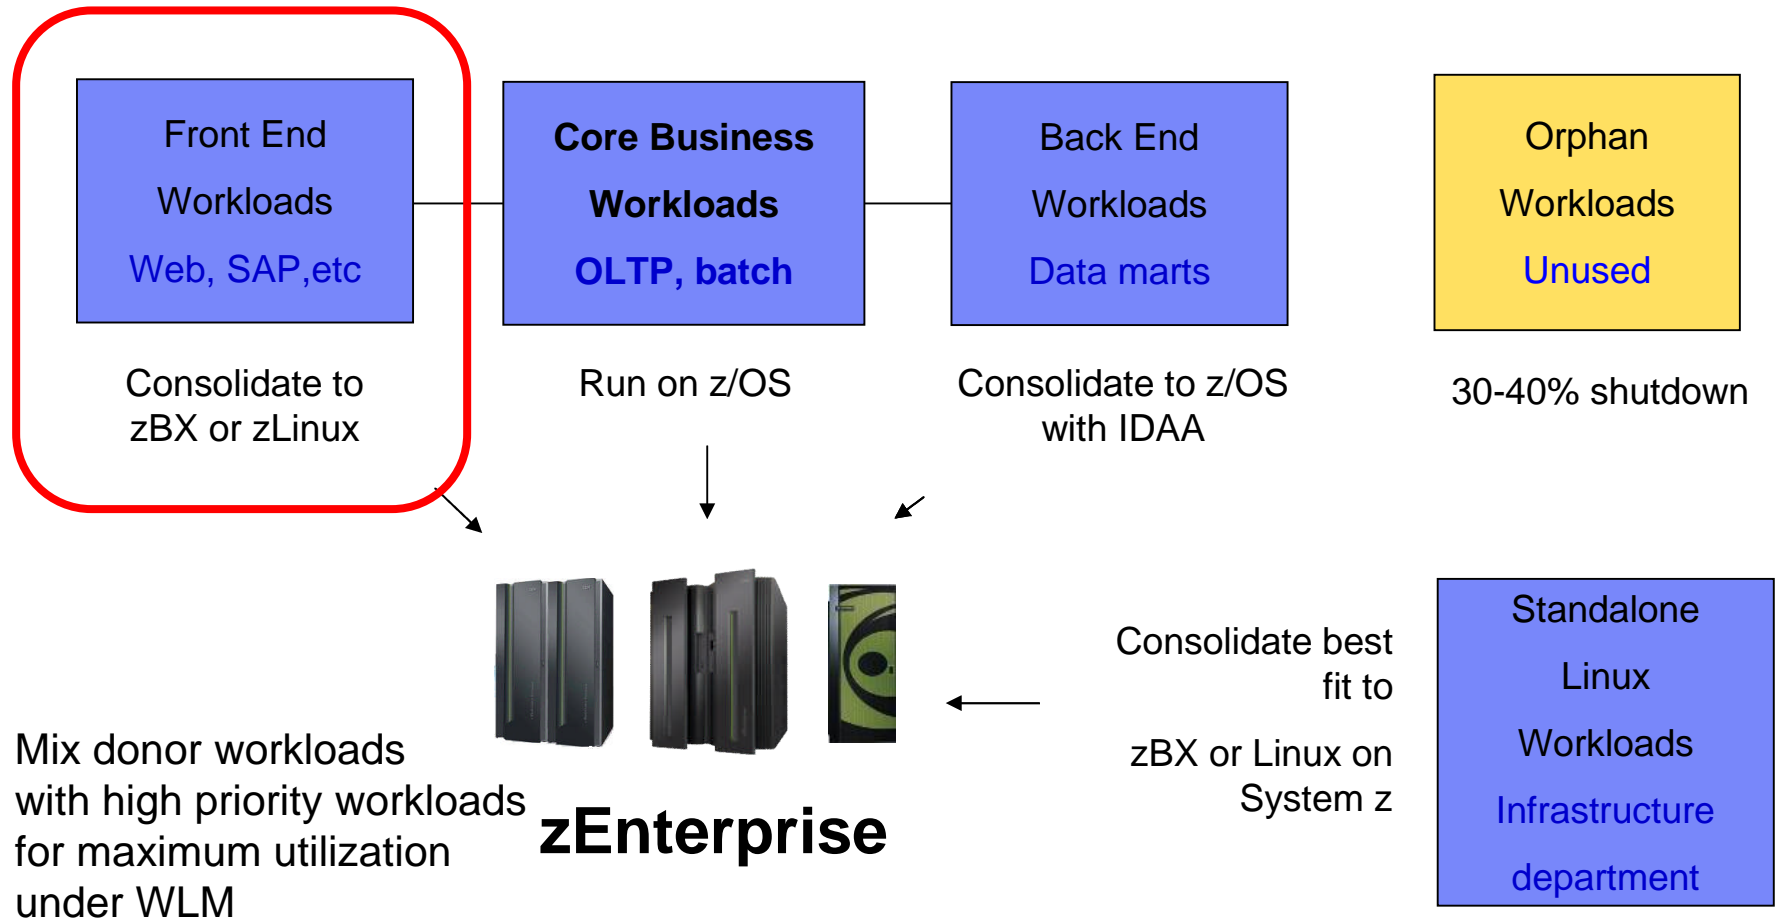 Front End
Workloads
Web, SAP,etc
Core Business
Workloads
OLTP, batch
Back End
Workloads
Data marts
Orphan
Workloads
Unused
Consolidate to
zBX or zLinux
Run on z/OS
Consolidate to z/OS
with IDAA
30-40% shutdown
Consolidate best
fit to
zBX or Linux on
System z
Standalone
Linux
Workloads
Infrastructure
department
Mix donor workloads
with high priority workloads
for maximum utilization
under WLM
zEnterprise